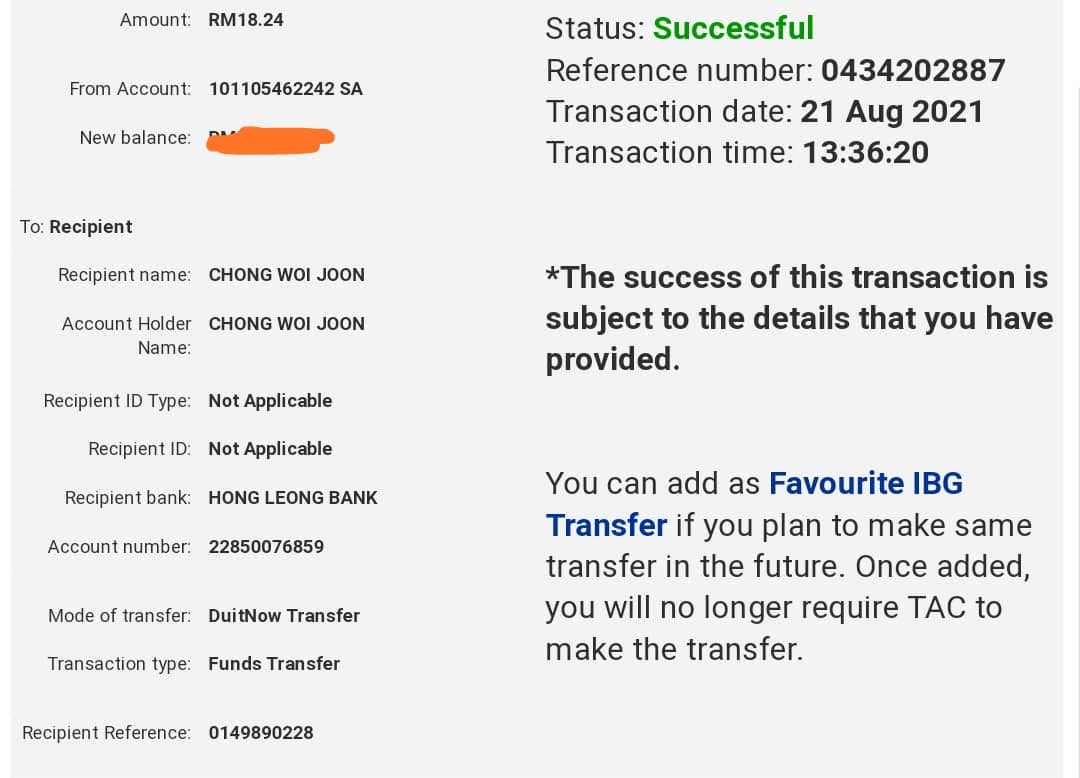 Amount: RM18.24
From Account: 101105462242 SA
New balance:
To: Recipient
Recipient name: CHONG WOI JOON
Account Holder CHONG WOI JOON
Name:
Recipient ID Type: Not Applicable
Recipient ID: Not Applicable
Recipient bank: HONG LEONG BANK
Account number: 22850076859
Mode of transfer: DuitNow Transfer
Transaction type: Funds Transfer
Recipient Reference: 0149890228
Status: Successful
Reference number: 0434202887
Transaction date: 21 Aug 2021
Transaction time: 13:36:20
*The success of this transaction is
subject to the details that you have
provided.
You can add as Favourite IBG
Transfer if you plan to make same
transfer in the future. Once added,
you will no longer require TAC to
make the transfer.